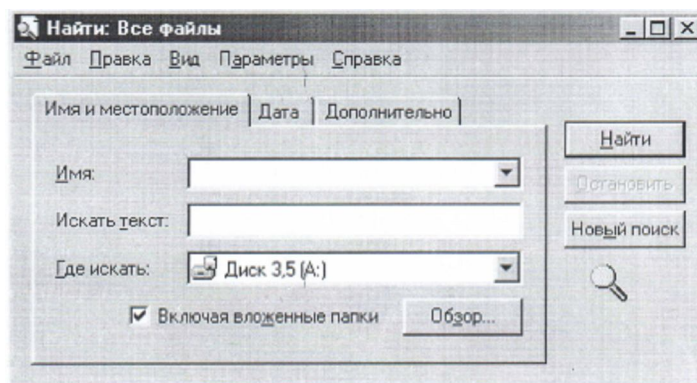 Найти: Все файлы
Файл Правка Вид Параметры Справка
Имя и местоположение Дата Дополнительно
Найти
Имя:
Остановить
Искать текст:
Новый поиск
Где искать: Диск 3,5 (A:)
Включая вложенные папки Обзор...